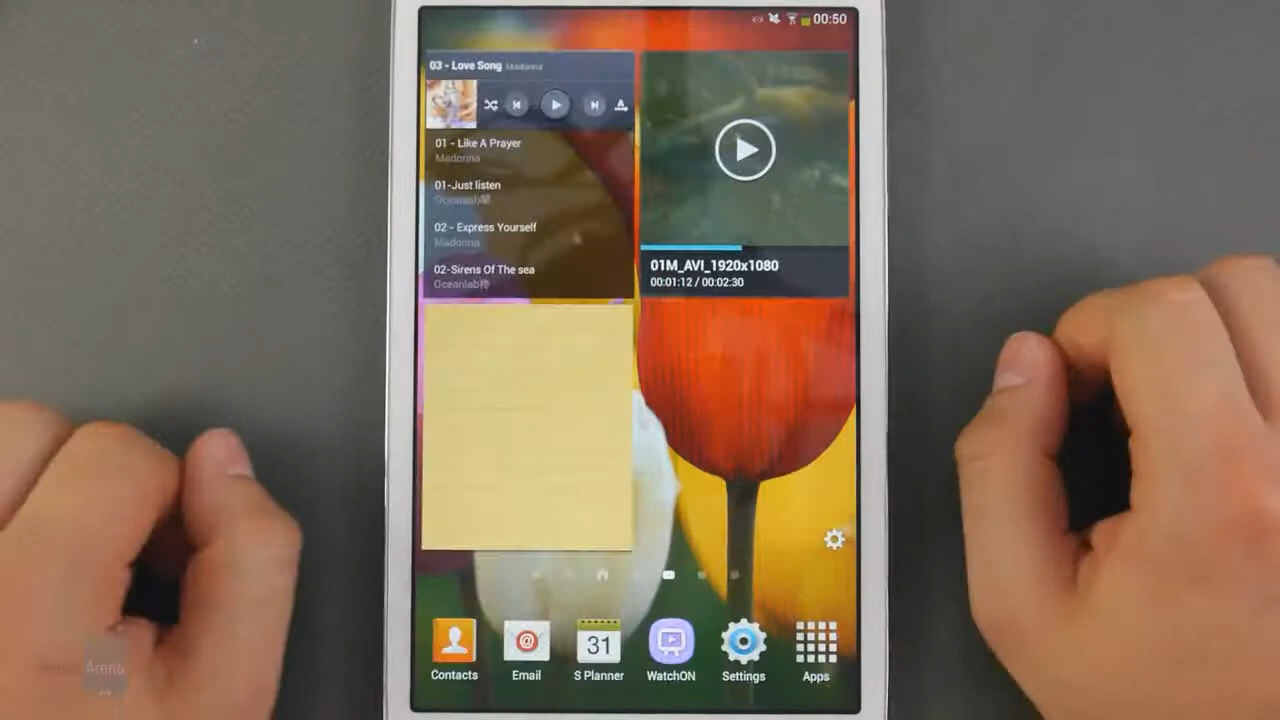 00:50
03 - Love Song Madonna
01 - Like A Prayer
Madonna
01-Just listen
Oceanlab
02 - Express Yourself
Madonna
02-Sirens Of The sea
Oceanlab
01M_AVI_1920x1080
00:01:12 / 00:02:30
31
Contacts
Email
S Planner
WatchON
Settings
Apps
Arena